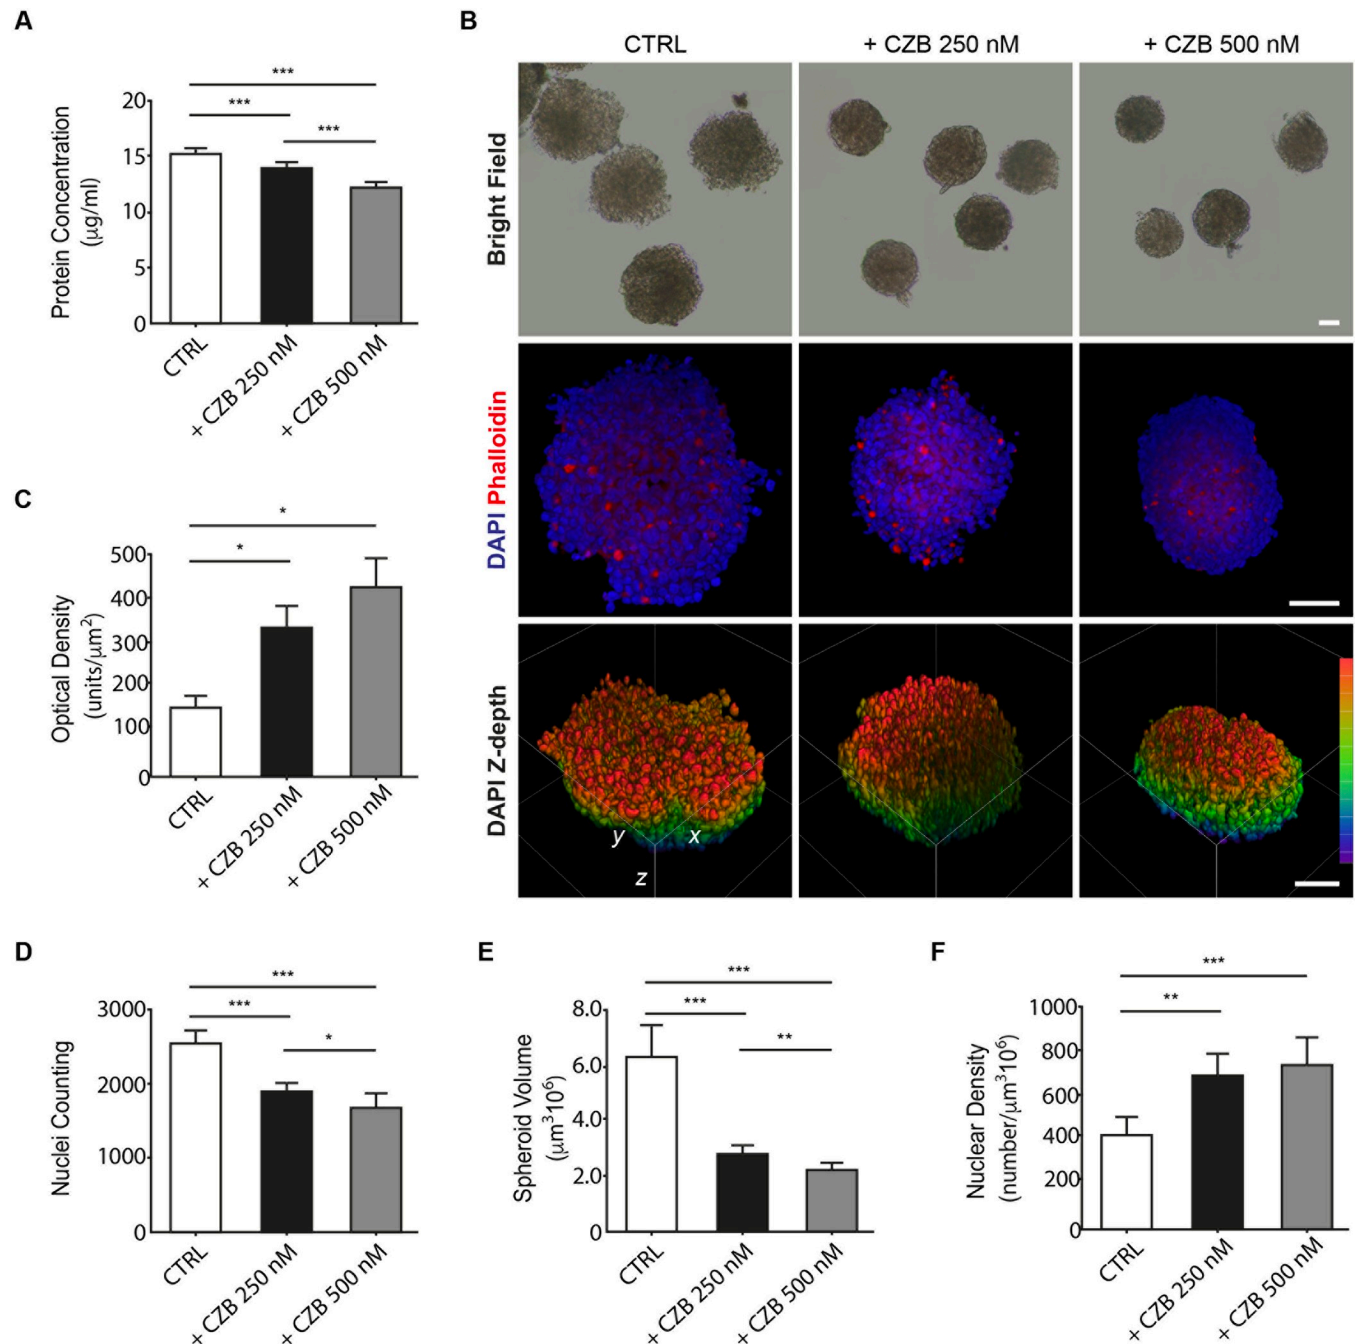 A
***
***
***
20
15
10
5
0
Protein Concentration
(μg/ml)
CTRL
+ CZB 250 nM
+ CZB 500 nM
B
CTRL
+ CZB 250 nM
+ CZB 500 nM
Bright Field
DAPI Phalloidin
DAPI Z-depth
y
x
z
C
*
*
500
400
300
200
100
0
Optical Density
(units/μm²)
CTRL
+ CZB 250 nM
+ CZB 500 nM
D
***
***
*
3000
2000
1000
0
Nuclei Counting
CTRL
+ CZB 250 nM
+ CZB 500 nM
E
***
***
**
8.0
6.0
4.0
2.0
0
Spheroid Volume
(μm³10⁶)
CTRL
+ CZB 250 nM
+ CZB 500 nM
F
***
**
1000
800
600
400
200
0
Nuclear Density
(number/μm³10⁶)
CTRL
+ CZB 250 nM
+ CZB 500 nM